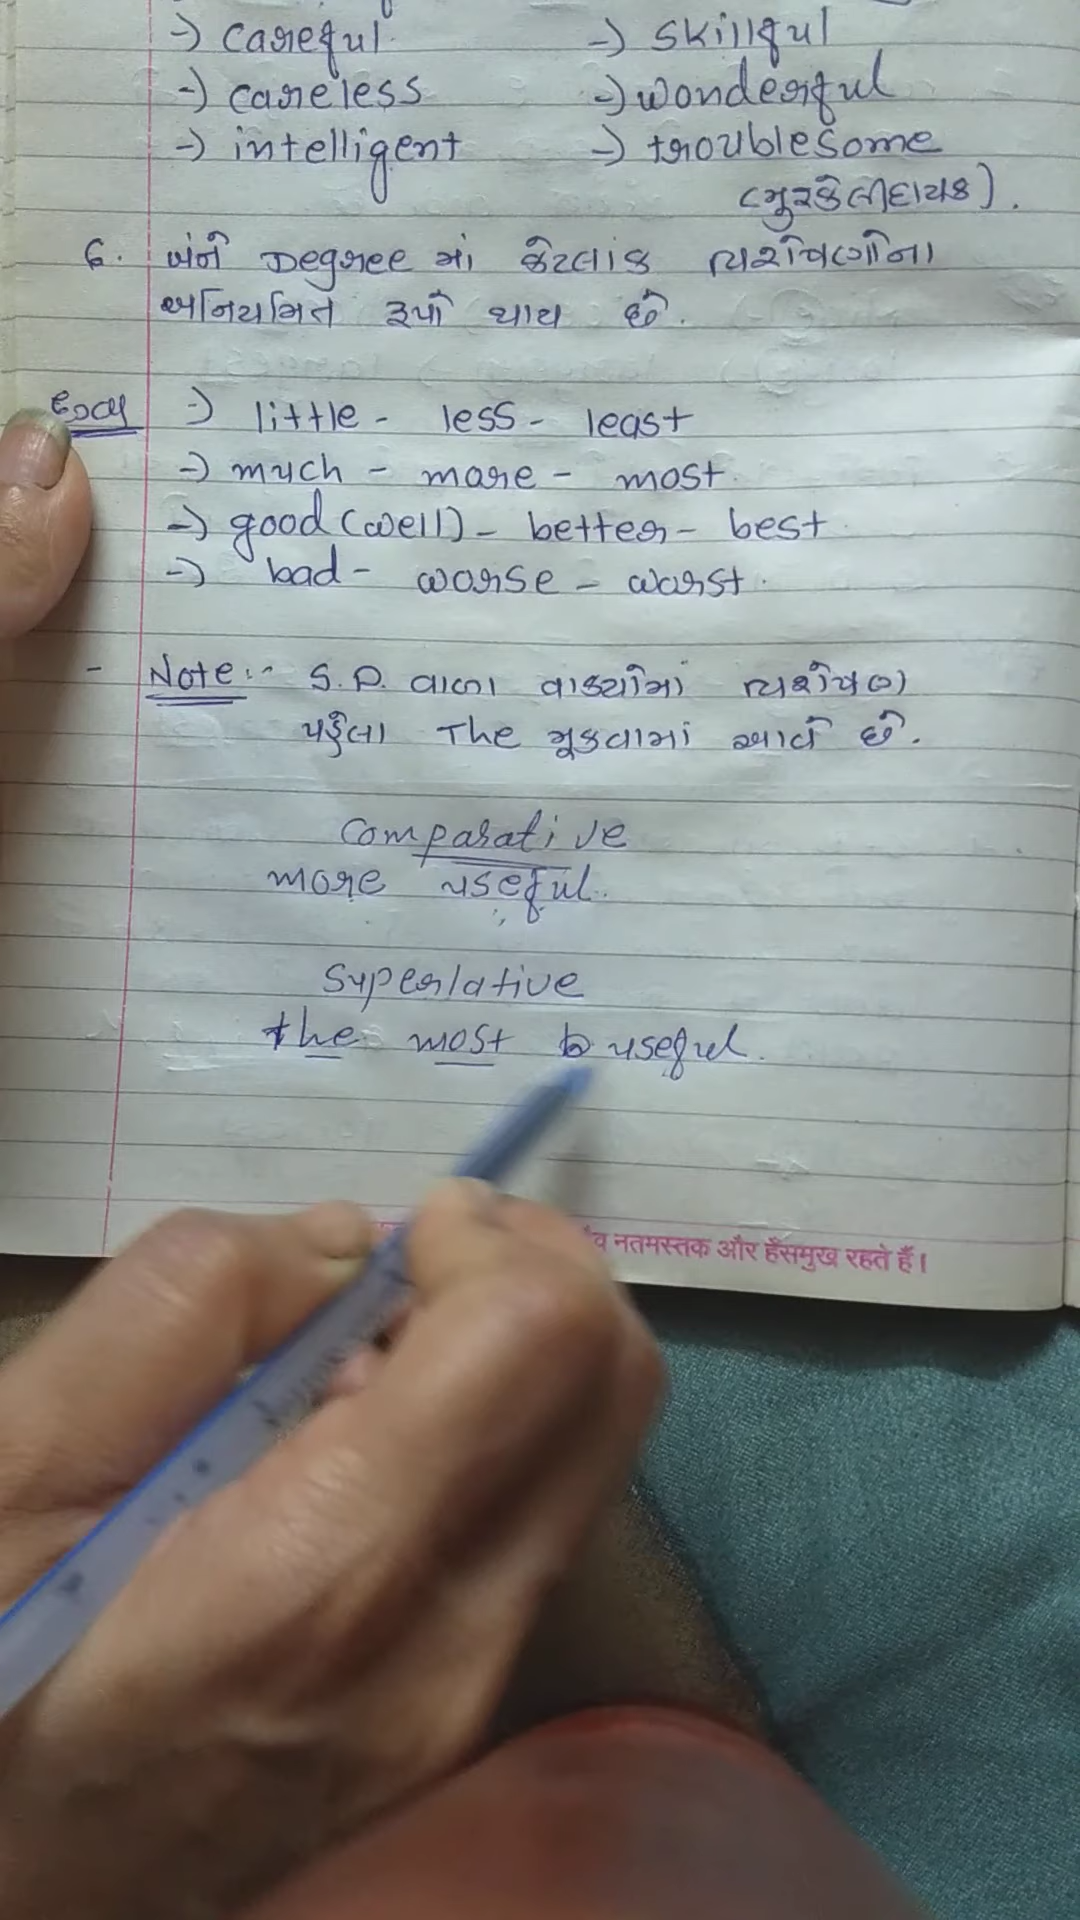 -) careful -) skillful
-) careless -) wonderful
-) intelligent -) troublesome
(મુશ્કેલીદાયક).
6. બંને Degree માં કેટલાંક વિશેષણોના
અનિયમિત રૂપો થાય છે.
-) little - less - least
-) much - more - most.
-) good (well) - better - best.
-) bad - worse - worst.
- Note:- S.D. વાળા વાક્યોમાં વિશેષણ
પહેલા The મૂકવામાં આવે છે.
Comparative
more useful.
Superlative
the most useful.
नतमस्तक और हँसमुख रहते हैं।